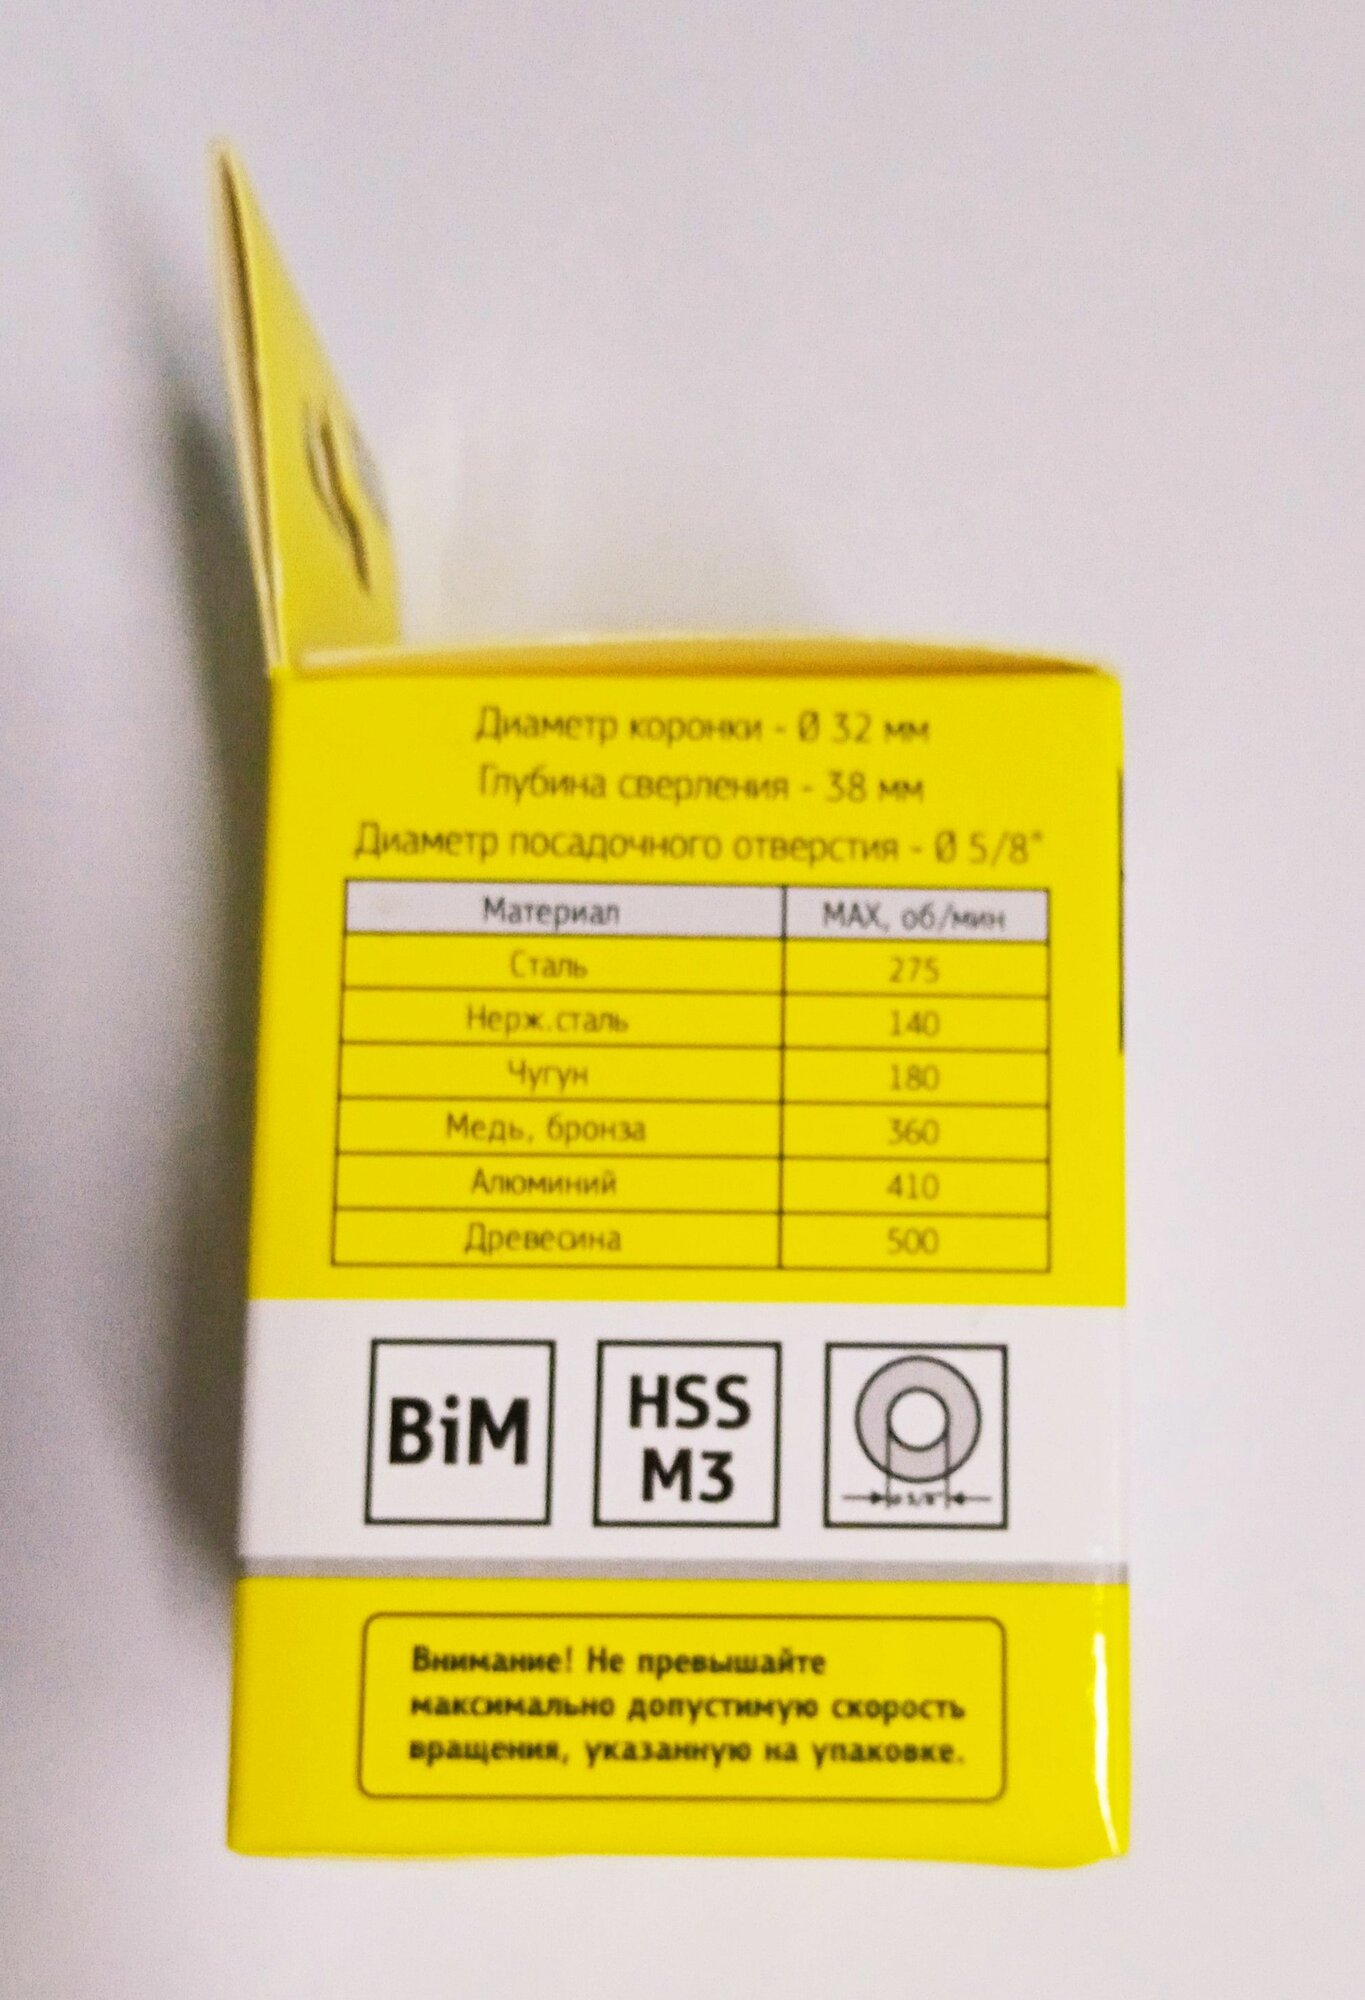 Диаметр коронки - Ø 32 мм
Глубина сверления - 38 мм
Диаметр посадочного отверстия - Ø 5/8"
Материал MAX, об/мин
Сталь 275
Нерж.сталь 140
Чугун 180
Медь, бронза 360
Алюминий 410
Древесина 500
BiM
HSS
M3
ø 5/8"
Внимание! Не превышайте
максимально допустимую скорость
вращения, указанную на упаковке.